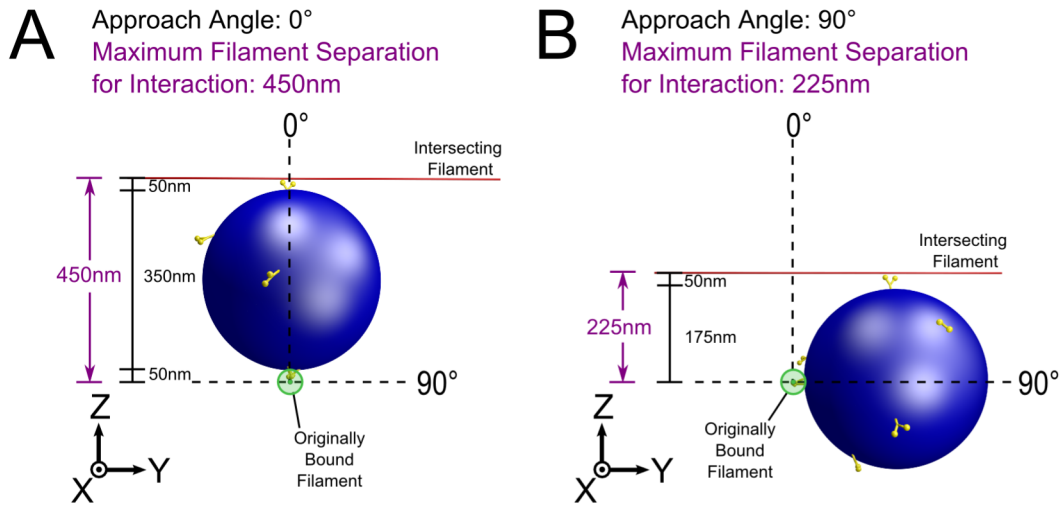 A
Approach Angle: 0°
Maximum Filament Separation
for Interaction: 450nm
0°
Intersecting
Filament
50nm
450nm
350nm
50nm
90°
Z
Y
X
Originally
Bound
Filament
B
Approach Angle: 90°
Maximum Filament Separation
for Interaction: 225nm
0°
Intersecting
Filament
50nm
225nm
175nm
90°
Z
Y
X
Originally
Bound
Filament